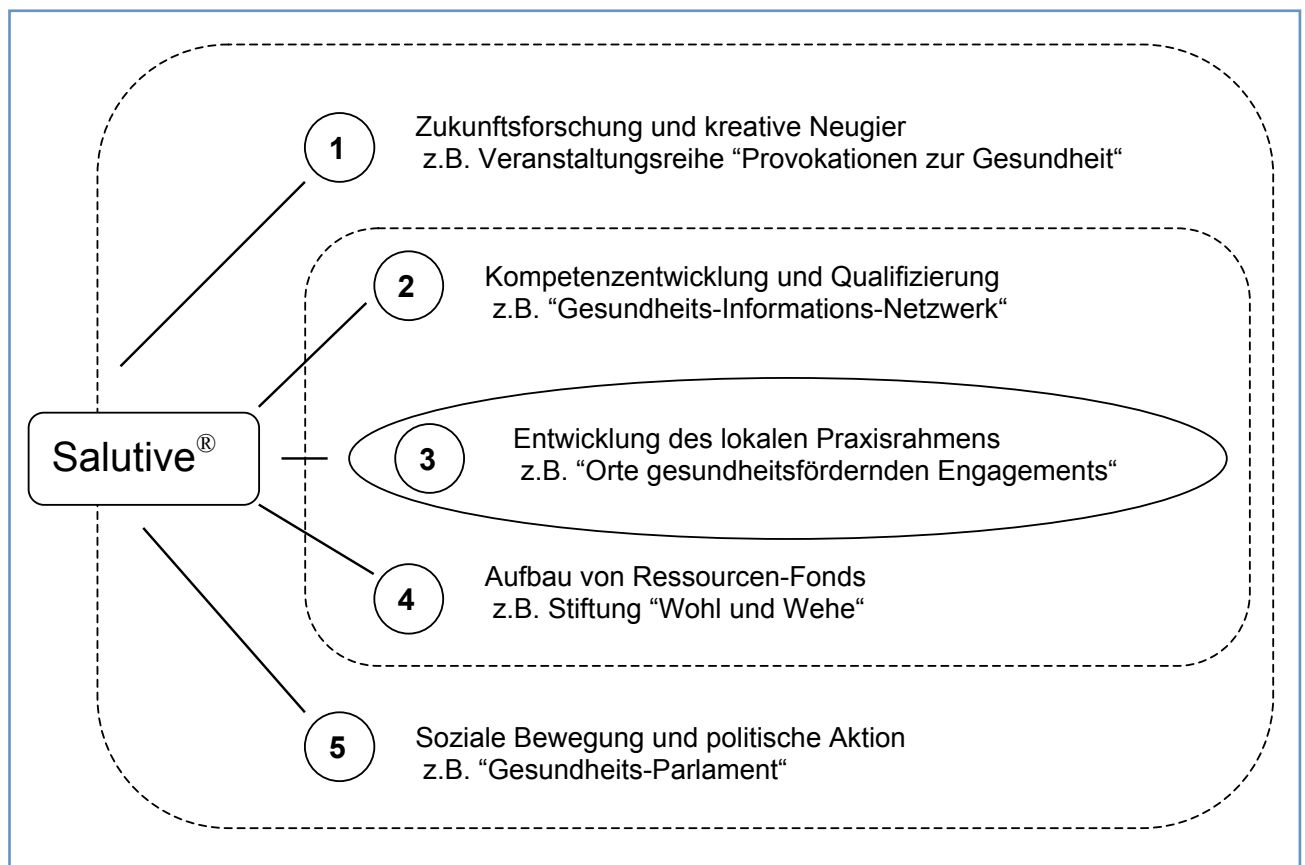 1
Zukunftsforschung und kreative Neugier
z.B. Veranstaltungsreihe “Provokationen zur Gesundheit“
2
Kompetenzentwicklung und Qualifizierung
z.B. “Gesundheits-Informations-Netzwerk“
Salutive®
3
Entwicklung des lokalen Praxisrahmens
z.B. “Orte gesundheitsfördernden Engagements“
4
Aufbau von Ressourcen-Fonds
z.B. Stiftung “Wohl und Wehe“
5
Soziale Bewegung und politische Aktion
z.B. “Gesundheits-Parlament“